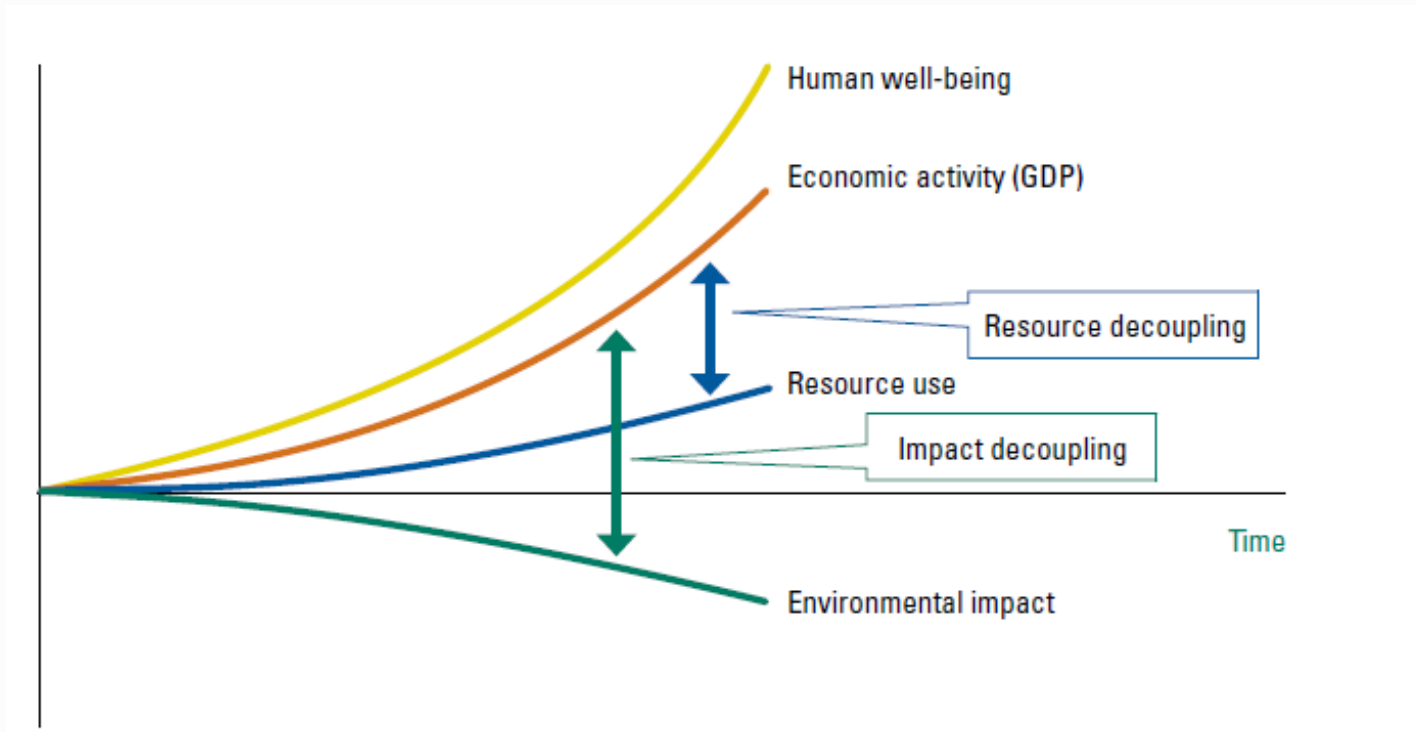 Human well-being
Economic activity (GDP)
Resource decoupling
Resource use
Impact decoupling
Time
Environmental impact